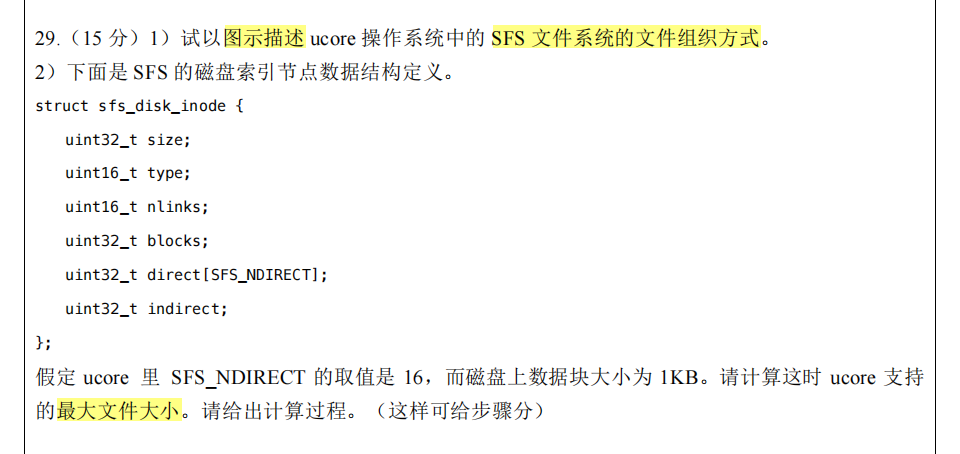 29.（15 分）1）试以图示描述 ucore 操作系统中的 SFS 文件系统的文件组织方式。
2）下面是 SFS 的磁盘索引节点数据结构定义。
struct sfs_disk_inode {
uint32_t size;
uint16_t type;
uint16_t nlinks;
uint32_t blocks;
uint32_t direct[SFS_NDIRECT];
uint32_t indirect;
};
假定 ucore 里 SFS_NDIRECT 的取值是 16，而磁盘上数据块大小为 1KB。请计算这时 ucore 支持
的最大文件大小。请给出计算过程。（这样可给步骤分）